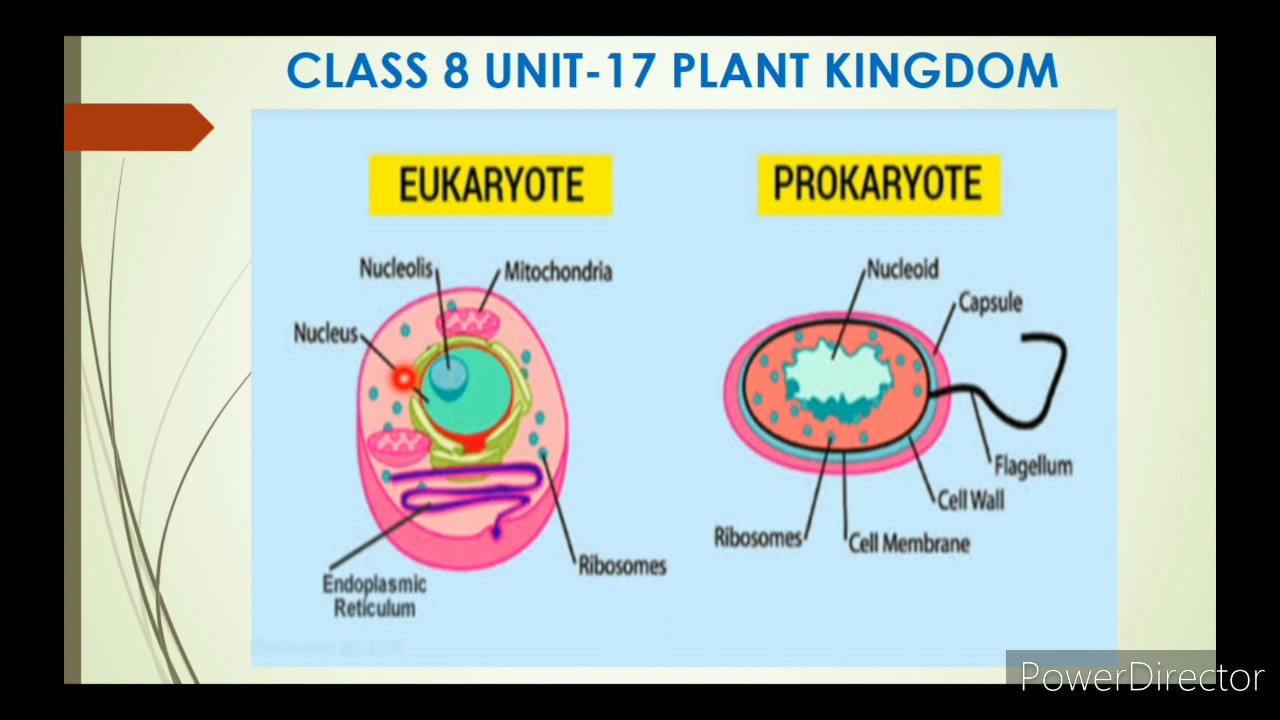 CLASS 8 UNIT-17 PLANT KINGDOM
EUKARYOTE
PROKARYOTE
Nucleolis
Mitochondria
Nucleus
Endoplasmic
Reticulum
Ribosomes
Nucleoid
Capsule
Flagellum
Cell Wall
Ribosomes
Cell Membrane
PowerDirector